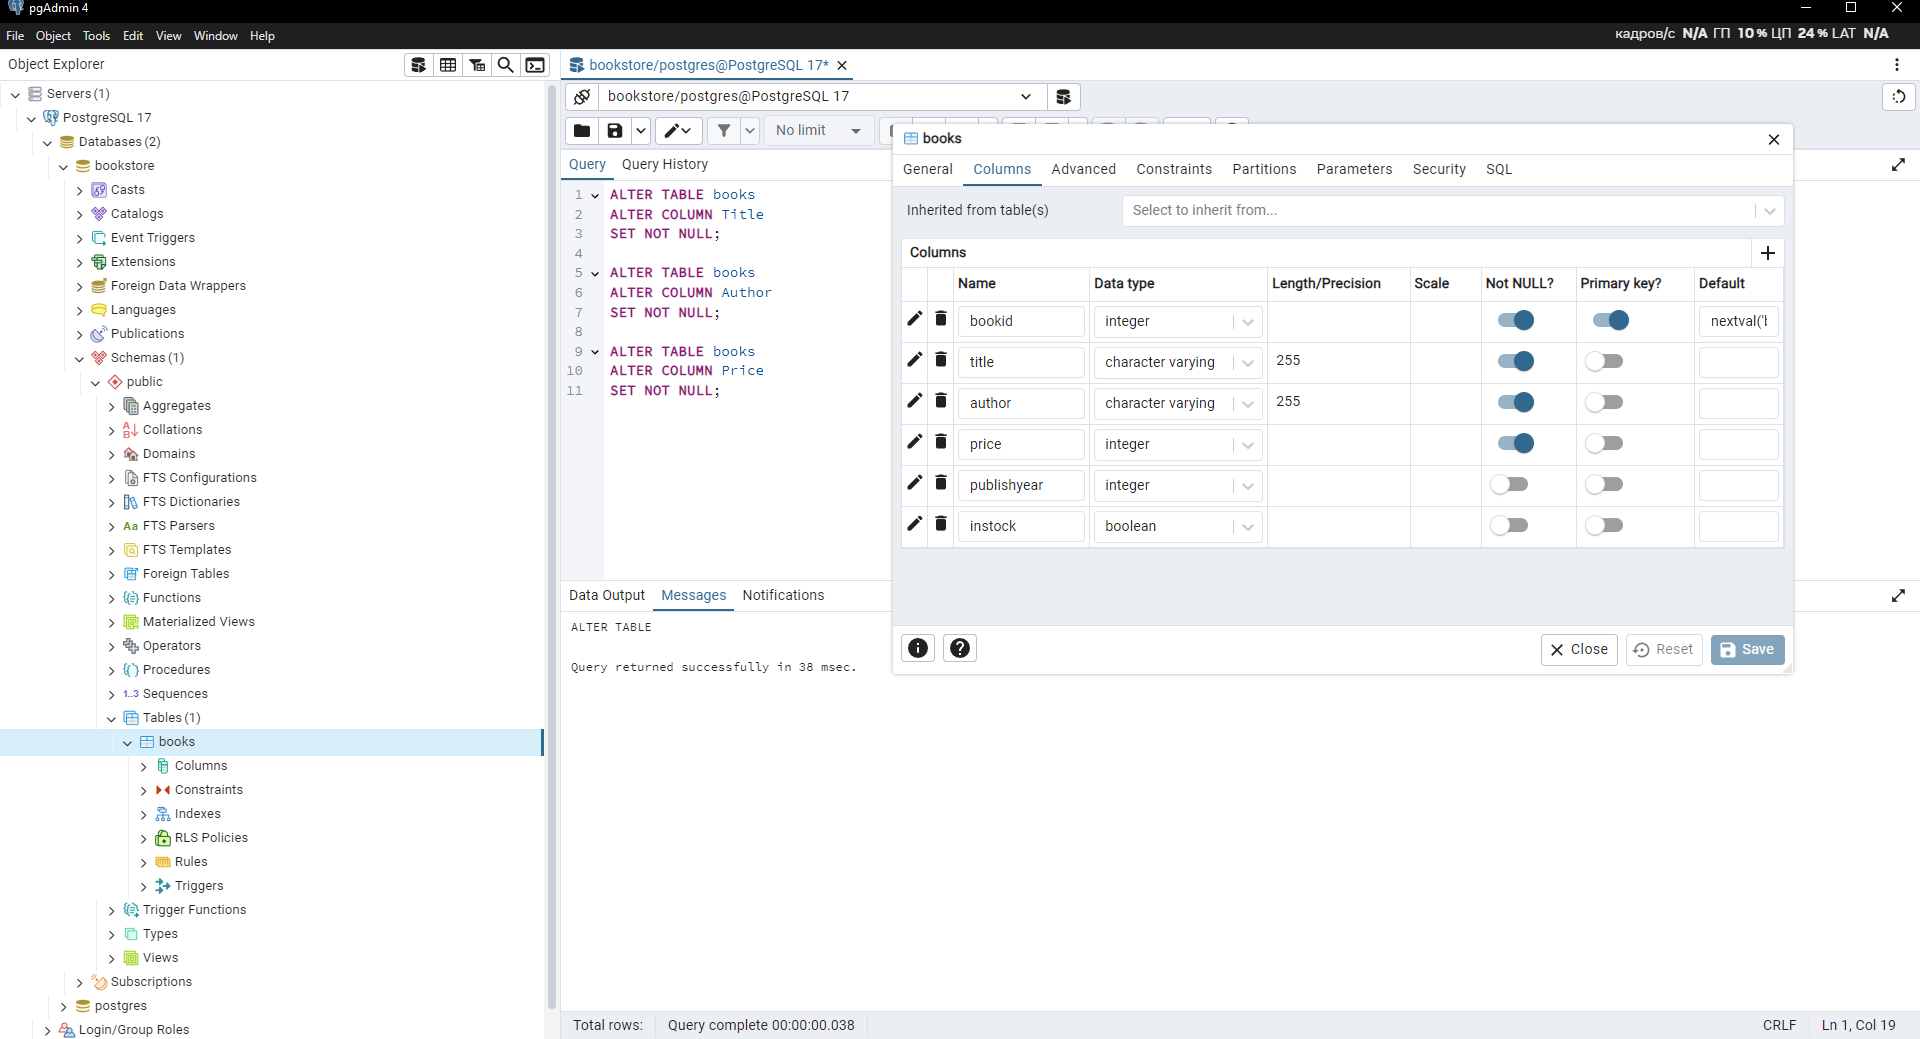 pgAdmin 4
File Object Tools Edit View Window Help
кадров/с N/A ГП 10 % ЦП 24 % LAT N/A
Object Explorer
Servers (1)
PostgreSQL 17
Databases (2)
bookstore
Casts
Catalogs
Event Triggers
Extensions
Foreign Data Wrappers
Languages
Publications
Schemas (1)
public
Aggregates
Collations
Domains
FTS Configurations
FTS Dictionaries
Aa FTS Parsers
FTS Templates
Foreign Tables
Functions
Materialized Views
Operators
Procedures
1..3 Sequences
Tables (1)
books
Columns
Constraints
Indexes
RLS Policies
Rules
Triggers
Trigger Functions
Types
Views
Subscriptions
postgres
Login/Group Roles
bookstore/postgres@PostgreSQL 17*
bookstore/postgres@PostgreSQL 17
No limit
Query Query History
1 ALTER TABLE books
2 ALTER COLUMN Title
3 SET NOT NULL;
4
5 ALTER TABLE books
6 ALTER COLUMN Author
7 SET NOT NULL;
8
9 ALTER TABLE books
10 ALTER COLUMN Price
11 SET NOT NULL;
Data Output Messages Notifications
ALTER TABLE
Query returned successfully in 38 msec.
books
General Columns Advanced Constraints Partitions Parameters Security SQL
Inherited from table(s) Select to inherit from...
Columns
Name Data type Length/Precision Scale Not NULL? Primary key? Default
bookid integer nextval('b
title character varying 255
author character varying 255
price integer
publishyear integer
instock boolean
Close Reset Save
Total rows: Query complete 00:00:00.038 CRLF Ln 1, Col 19